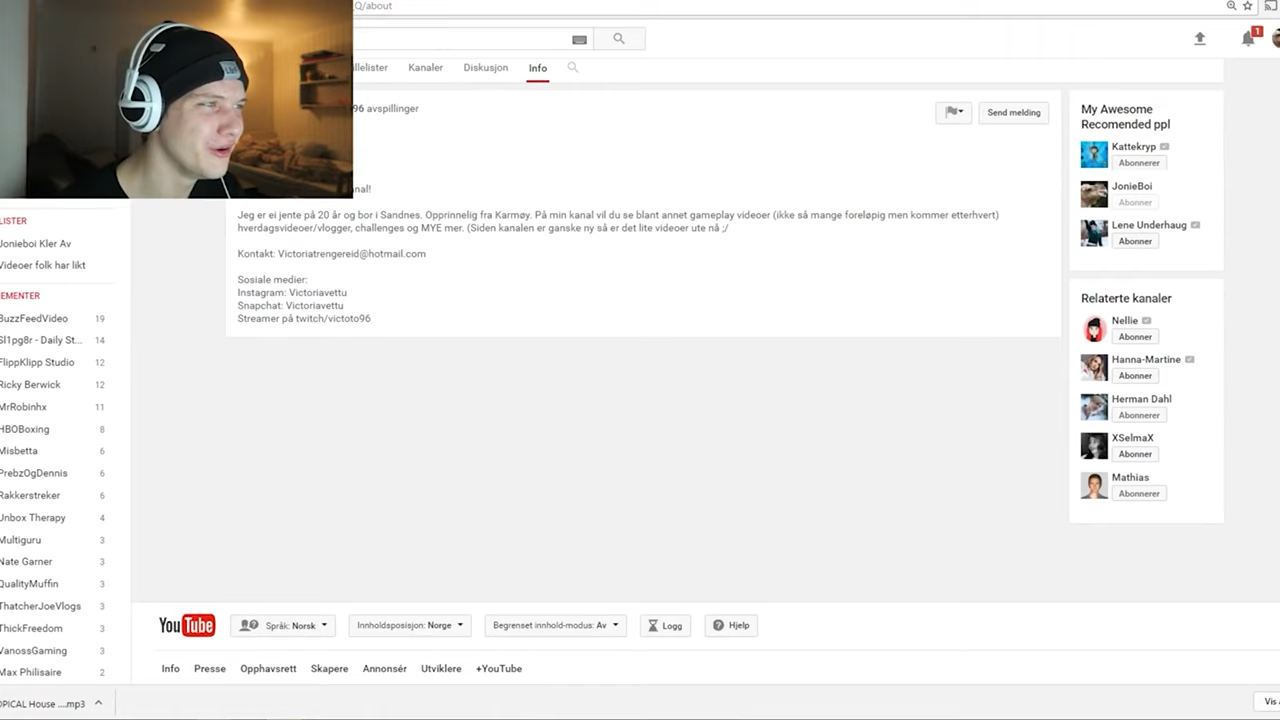 Q/about
1
illelister Kanaler Diskusjon Info
96 avspillinger
Send melding
nal!
Jeg er ei jente på 20 år og bor i Sandnes. Opprinnelig fra Karmøy. På min kanal vil du se blant annet gameplay videoer (ikke så mange foreløpig men kommer etterhvert)
hverdagsvideoer/vlogger, challenges og MYE mer. (Siden kanalen er ganske ny så er det lite videoer ute nå ;/
Kontakt: Victoriatrengereid@hotmail.com
Sosiale medier:
Instagram: Victoriavettu
Snapchat: Victoriavettu
Streamer på twitch/victoto96
My Awesome
Recomended ppl
Kattekryp
Abonnerer
JonieBoi
Abonnerer
Lene Underhaug
Abonner
Relaterte kanaler
Nellie
Abonner
Hanna-Martine
Abonner
Herman Dahl
Abonnerer
XSelmaX
Abonner
Mathias
Abonnerer
LISTER
Jonieboi Kler Av
Videoer folk har likt
EMENTER
BuzzFeedVideo 19
Sl1pg8r - Daily St... 14
FlippKlipp Studio 12
Ricky Berwick 12
MrRobinhx 11
HBOBoxing 8
Misbetta 6
PrebzOgDennis 6
Rakkerstreker 6
Unbox Therapy 4
Multiguru 3
Nate Garner 3
QualityMuffin 3
ThatcherJoeVlogs 3
ThickFreedom 3
VanossGaming 3
Max Philisaire 2
YouTube
Språk: Norsk
Innholdsposisjon: Norge
Begrenset innhold-modus: Av
Logg
Hjelp
Info Presse Opphavsrett Skapere Annonsér Utviklere +YouTube
OPICAL House ....mp3
Vis